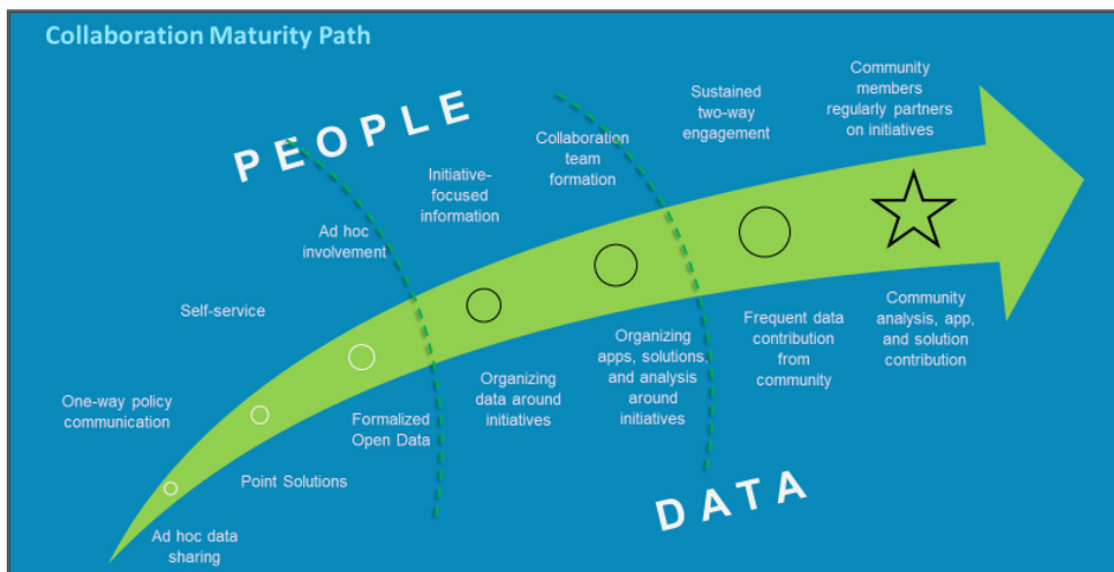 Collaboration Maturity Path
PEOPLE
Community
members
regularly partners
on initiatives
Sustained
two-way
engagement
Collaboration
team
formation
Initiative-
focused
information
Ad hoc
involvement
Self-service
One-way policy
communication
Ad hoc data
sharing
Point Solutions
Formalized
Open Data
Organizing
data around
initiatives
Organizing
apps, solutions,
and analysis
around
initiatives
Frequent data
contribution
from
community
Community
analysis, app,
and solution
contribution
DATA